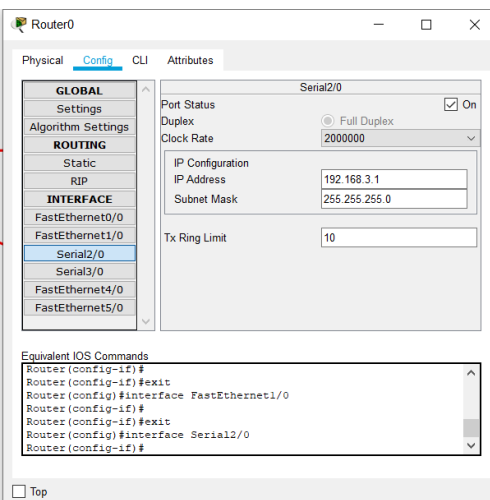 Router0
Physical Config CLI Attributes
GLOBAL
Settings
Algorithm Settings
ROUTING
Static
RIP
INTERFACE
FastEthernet0/0
FastEthernet1/0
Serial2/0
Serial3/0
FastEthernet4/0
FastEthernet5/0
Serial2/0
Port Status On
Duplex Full Duplex
Clock Rate 2000000
IP Configuration
IP Address 192.168.3.1
Subnet Mask 255.255.255.0
Tx Ring Limit 10
Equivalent IOS Commands
Router(config-if)#
Router(config-if)#exit
Router(config)#interface FastEthernet1/0
Router(config-if)#
Router(config-if)#exit
Router(config)#interface Serial2/0
Router(config-if)#
Top